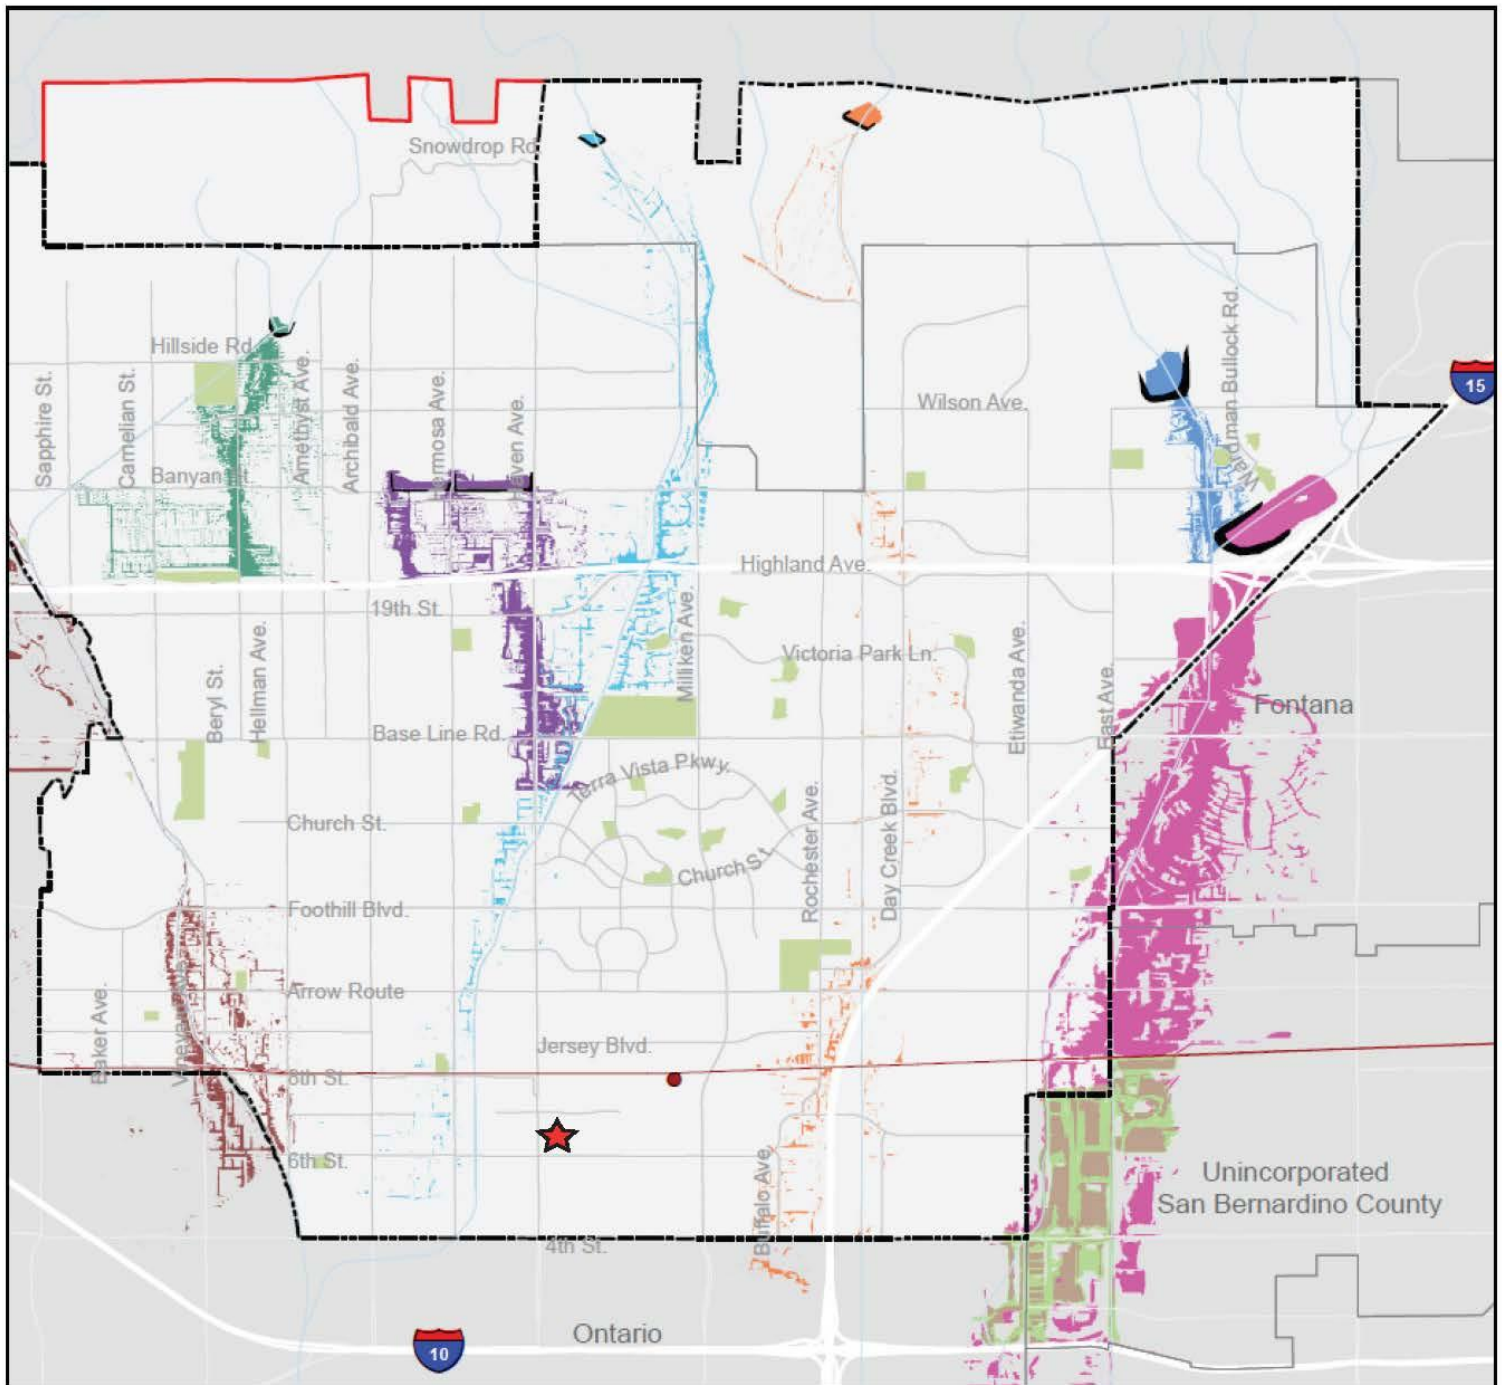 Snowdrop Rd.
Hillside Rd.
Sapphire St.
Carnelian St.
Amethyst Ave.
Archibald Ave.
Haven Ave.
Wilson Ave.
Bullock Rd.
15
Banyan
Highland Ave.
19th St.
Milliken Ave.
Victoria Park Ln.
Beryl St.
Hellman Ave.
Etiwanda Ave.
East Ave.
Fontana
Base Line Rd.
Terra Vista Pkwy.
Church St.
Church St.
Rochester Ave.
Day Creek Blvd.
Foothill Blvd.
Arrow Route
Baker Ave.
Vineyard Ave.
Jersey Blvd.
8th St.
6th St.
Buffalo Ave.
Unincorporated
San Bernardino County
4th St.
Ontario
10